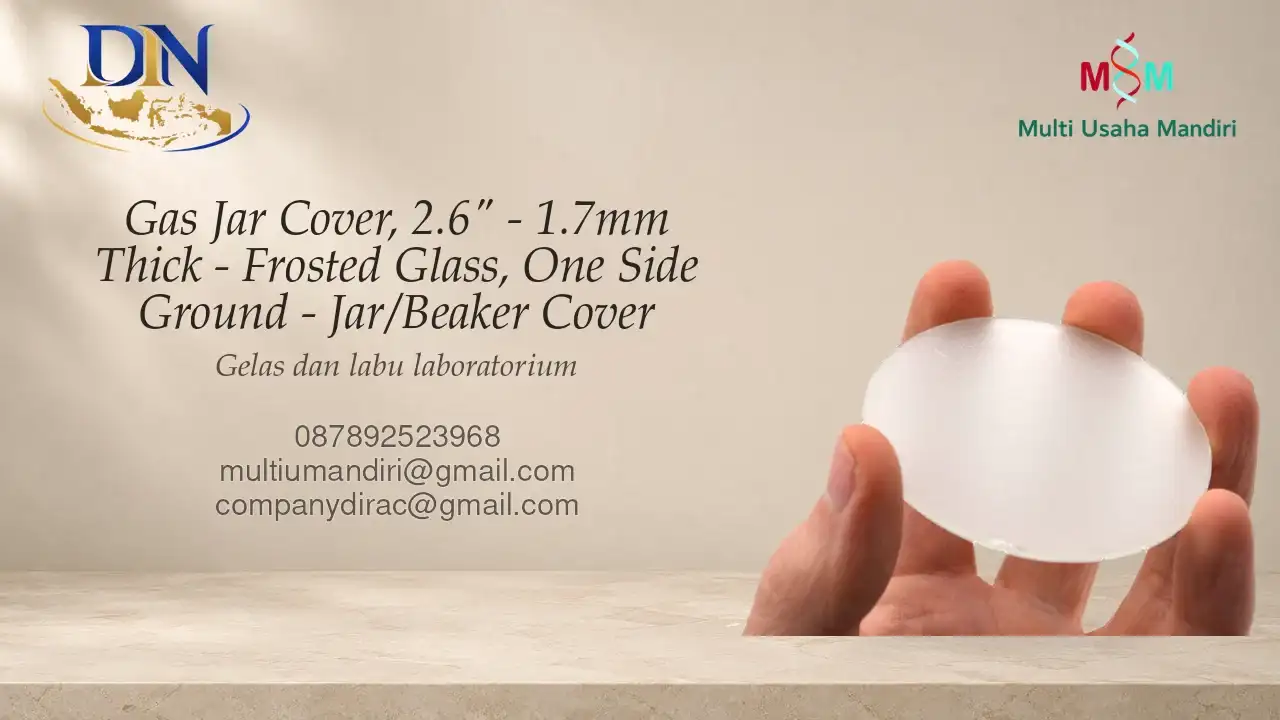 DIN
MSM
Multi Usaha Mandiri
Gas Jar Cover, 2.6" - 1.7mm
Thick - Frosted Glass, One Side
Ground - Jar/Beaker Cover
Gelas dan labu laboratorium
087892523968
multiumandiri@gmail.com
companydirac@gmail.com